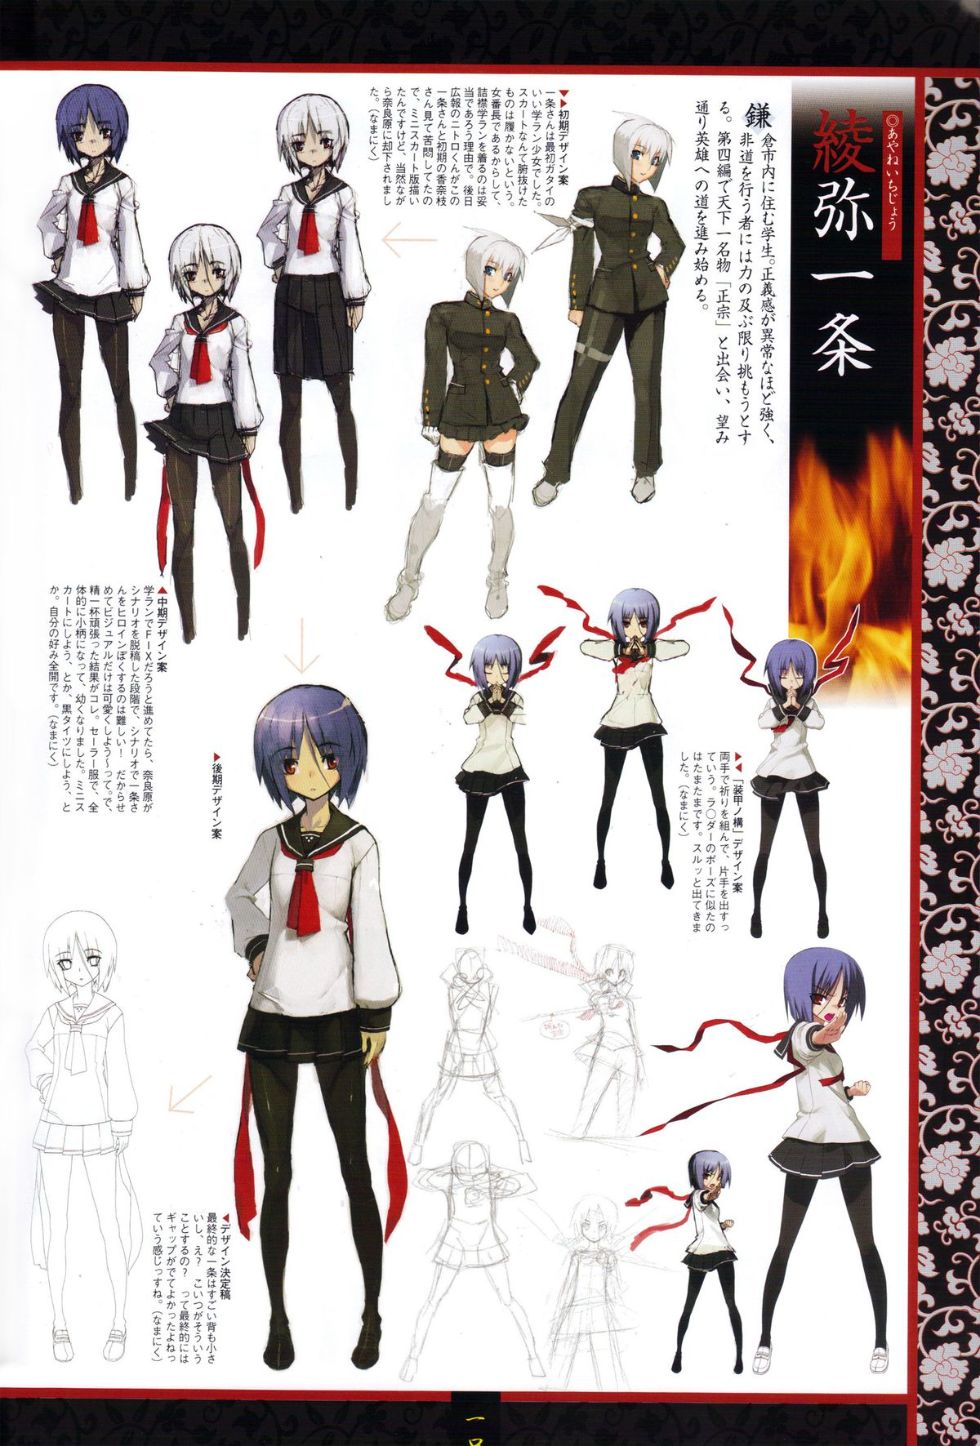 ◎あやねいちじょう
綾弥一条
鎌倉市内に住む学生。正義感が異常なほど強く、
非道を行う者には力の及ぶ限り挑もうとす
る。第四編で天下一名物「正宗」と出会い、望み
通り英雄への道を進み始める。
▼▶初期デザイン案
一条さんは最初ガタイの
いい学ラン少女でした。
スカートなんて腑抜けた
ものは履かないという。
女番長であるからして、
詰襟学ランを着るのは妥
当であろう理由で。後日
広報のニトロくんがこの
一条さんと初期の香奈枝
さん見て苦悶してたの
で、ミニスカート版描い
たんですけど、当然なが
ら奈良原に却下されまし
た。（なまにく）
▲中期デザイン案
学ランでＦＩＸだろうと進めてたら、奈良原が
シナリオを脱稿した段階で、シナリオで一条さ
んをヒロインぽくするのは難しい！　だからせ
めてビジュアルだけは可愛くしよう～って。で、
精一杯頑張った結果がコレ。セーラー服で、全
体的に小柄になって、幼くなりました。ミニス
カートにしよう、とか、黒タイツにしよう、と
か。自分の好み全開です。（なまにく）
▶後期デザイン案
▶◀「装甲ノ構」デザイン案
両手で祈りを組んで、片手を出すっ
ていう。ラ○ダーのポーズに似たの
はたまたまです。スルッと出てきま
した。（なまにく）
◀デザイン決定稿
最終的な一条はすごい背も小さ
いし、え？　こいつがそういう
ことするの？　って最終的には
ギャップがでてよかったよねっ
ていう感じっすね。（なまにく）